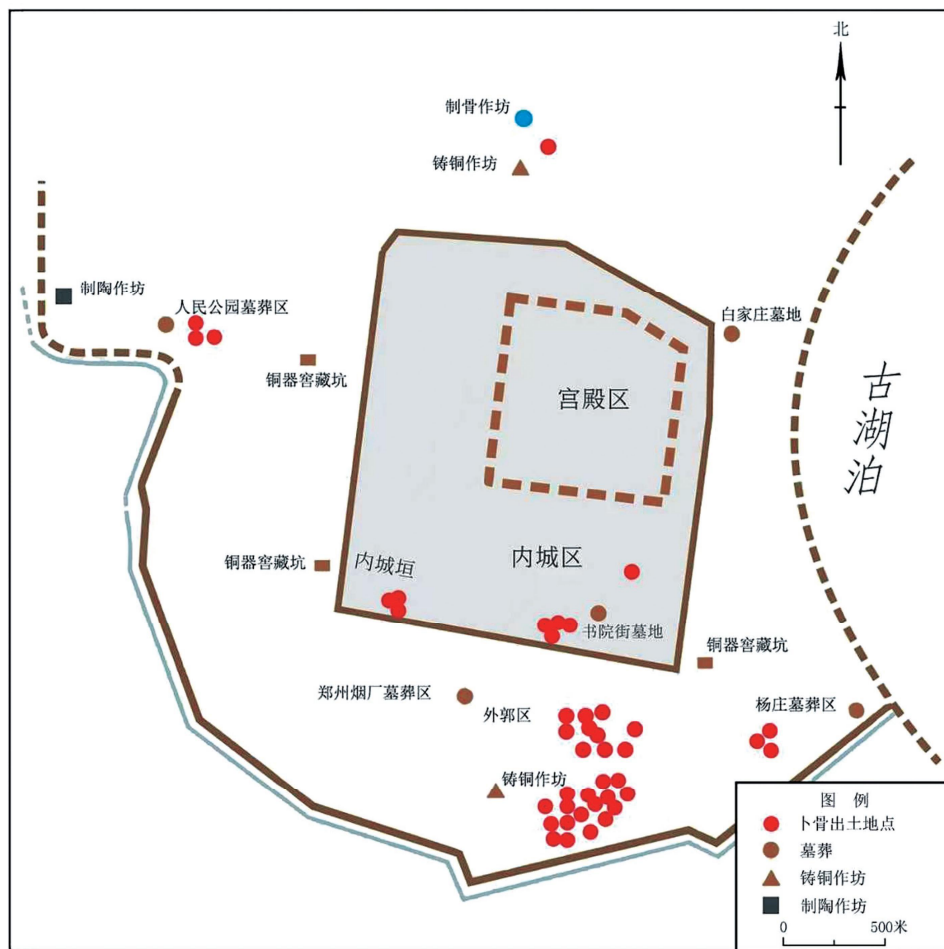 北
制骨作坊
铸铜作坊
制陶作坊
人民公园墓葬区
白家庄墓地
铜器窖藏坑
宫殿区
古湖泊
铜器窖藏坑
内城垣
内城区
书院街墓地
铜器窖藏坑
郑州烟厂墓葬区
外郭区
杨庄墓葬区
铸铜作坊
图 例
卜骨出土地点
墓葬
铸铜作坊
制陶作坊
0 500米